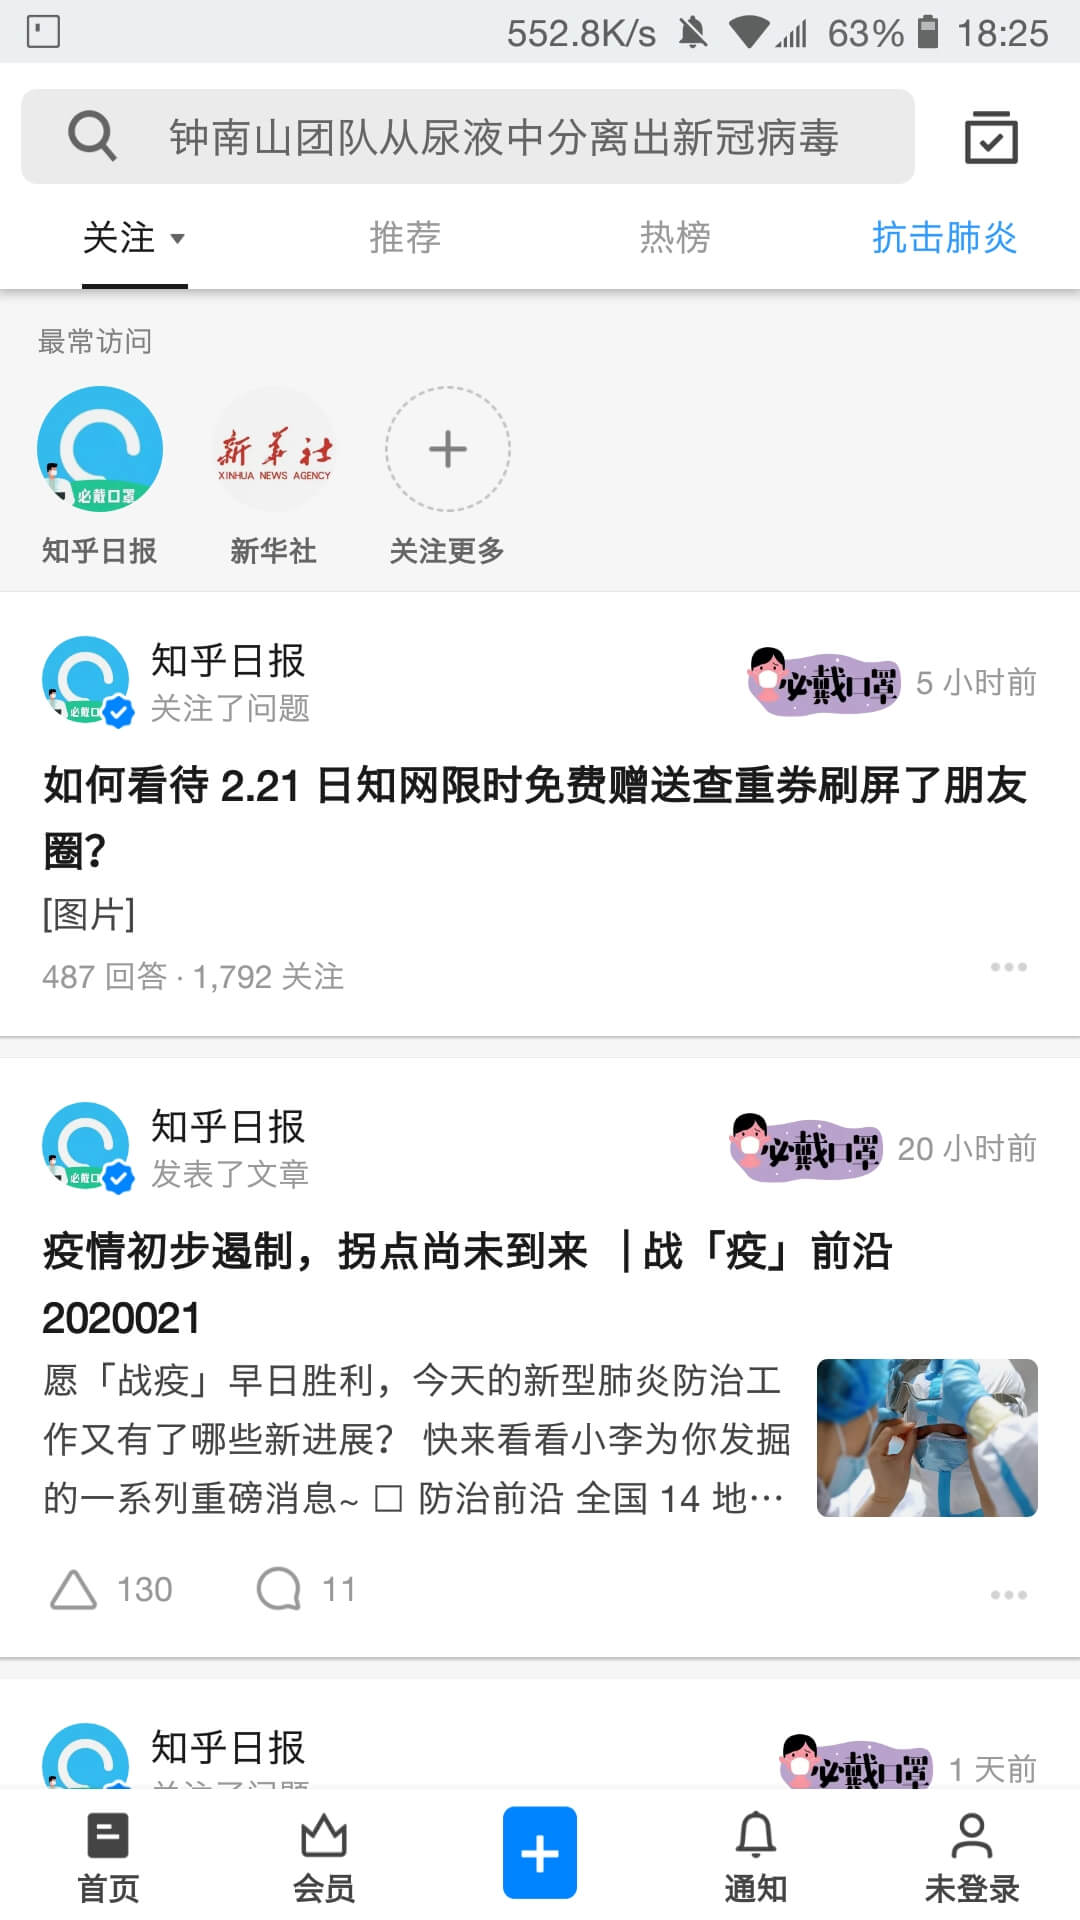 552.8K/s 63% 18:25
钟南山团队从尿液中分离出新冠病毒
关注 推荐 热榜 抗击肺炎
最常访问
必戴口罩
新华社
XINHUA NEWS AGENCY
知乎日报 新华社 关注更多
知乎日报
关注了问题
必戴口罩 5 小时前
如何看待 2.21 日知网限时免费赠送查重券刷屏了朋友
圈?
[图片]
487 回答 · 1,792 关注
知乎日报
发表了文章
必戴口罩 20 小时前
疫情初步遏制，拐点尚未到来 | 战「疫」前沿
2020021
愿「战疫」早日胜利，今天的新型肺炎防治工
作又有了哪些新进展？ 快来看看小李为你发掘
的一系列重磅消息~ □ 防治前沿 全国 14 地…
130 11
知乎日报
关注了问题
必戴口罩 1 天前
首页 会员 通知 未登录